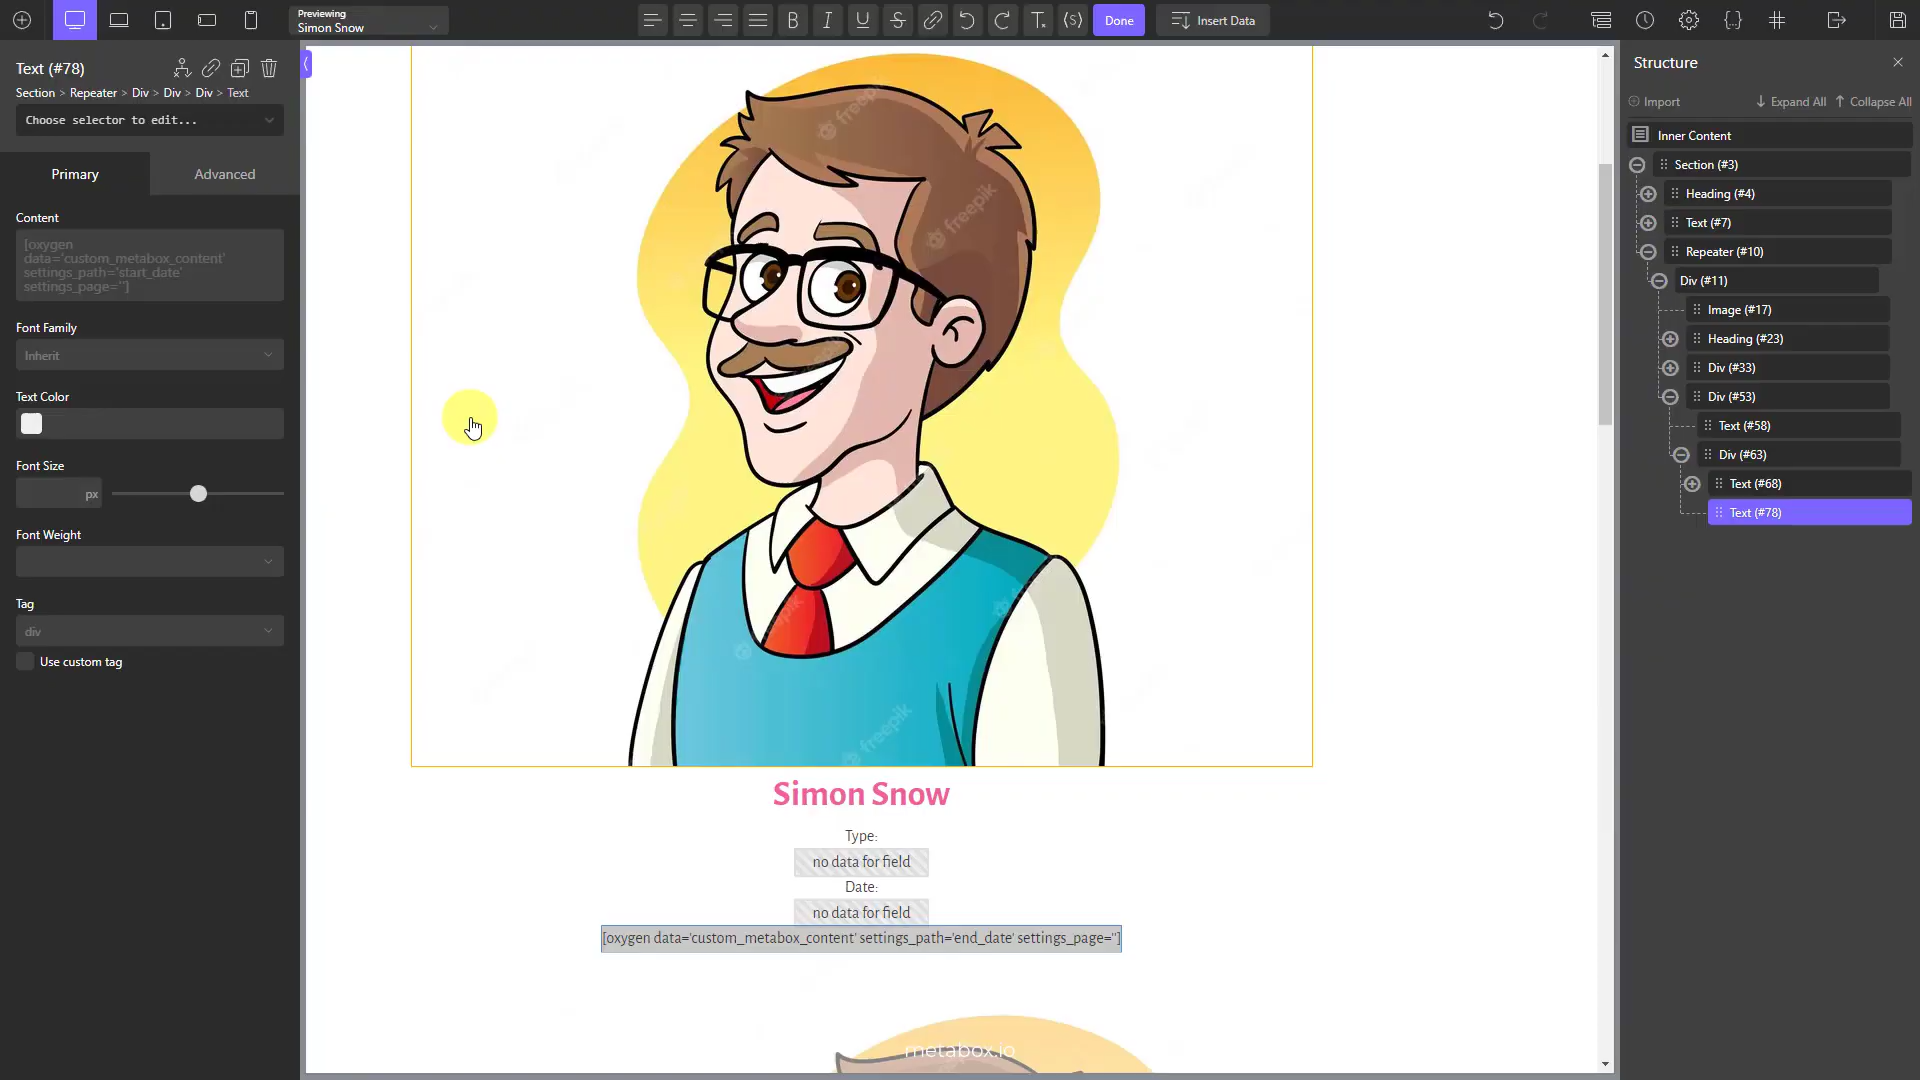 Previewing
Simon Snow
B I U S
Done
Insert Data
Text (#78)
Section > Repeater > Div > Div > Div > Text
Choose selector to edit...
Primary
Advanced
Content
[oxygen
data='custom_metabox_content'
settings_path='start_date'
settings_page='']
Font Family
Inherit
Text Color
Font Size
px
Font Weight
Tag
div
Use custom tag
freepik
freepik
freepik
Simon Snow
Type:
no data for field
Date:
no data for field
[oxygen data='custom_metabox_content' settings_path='end_date' settings_page='']
metabox.io
Structure
Import
Expand All
Collapse All
Inner Content
Section (#3)
Heading (#4)
Text (#7)
Repeater (#10)
Div (#11)
Image (#17)
Heading (#23)
Div (#33)
Div (#53)
Text (#58)
Div (#63)
Text (#68)
Text (#78)